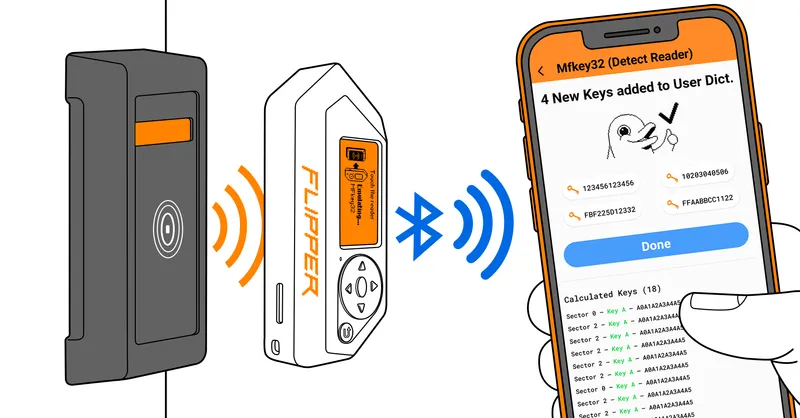 FLIPPER
Touch the reader
Emulating...
MFkey32
Mfkey32 (Detect Reader)
4 New Keys added to User Dict.
123456123456
10203040506
FBF225D12332
FFAABBCC1122
Done
Calculated Keys (18)
Sector 0 – Key A – A0A1A2A3A4A5
Sector 2 – Key A – A0A1A2A3A4A5
Sector 2 – Key A – A0A1A2A3A4A5
Sector 2 – Key A – A0A1A2A3A4A5
Sector 2 – Key A – A0A1A2A3A4A5
Sector 0 – Key A – A0A1A2A3A4A5
Sector 2 – Key A – A0A1A2A3A4A5
Sector 2 – Key A – A0A1A2A3A4A5